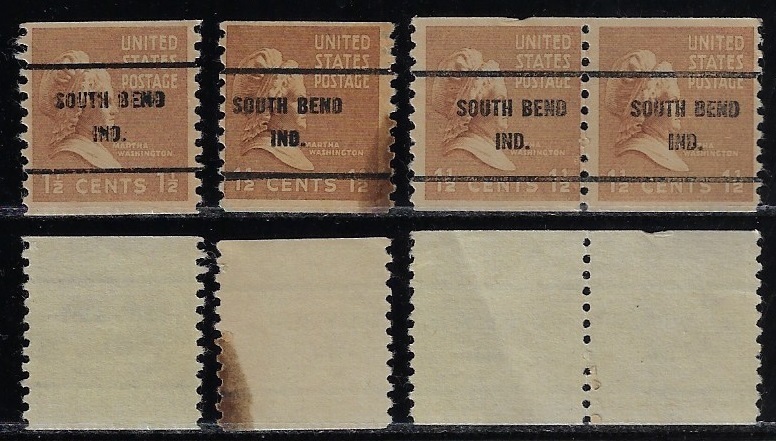 UNITED
STATES
POSTAGE
SOUTH BEND
IND.
MARTHA
WASHINGTON
1½ CENTS 1½
UNITED
STATES
POSTAGE
SOUTH BEND
IND.
MARTHA
WASHINGTON
1½ CENTS 1½
UNITED
STATES
POSTAGE
SOUTH BEND
IND.
1½ CENTS 1½
UNITED
STATES
POSTAGE
SOUTH BEND
IND.
MARTHA
WASHINGTON
1½ CENTS 1½